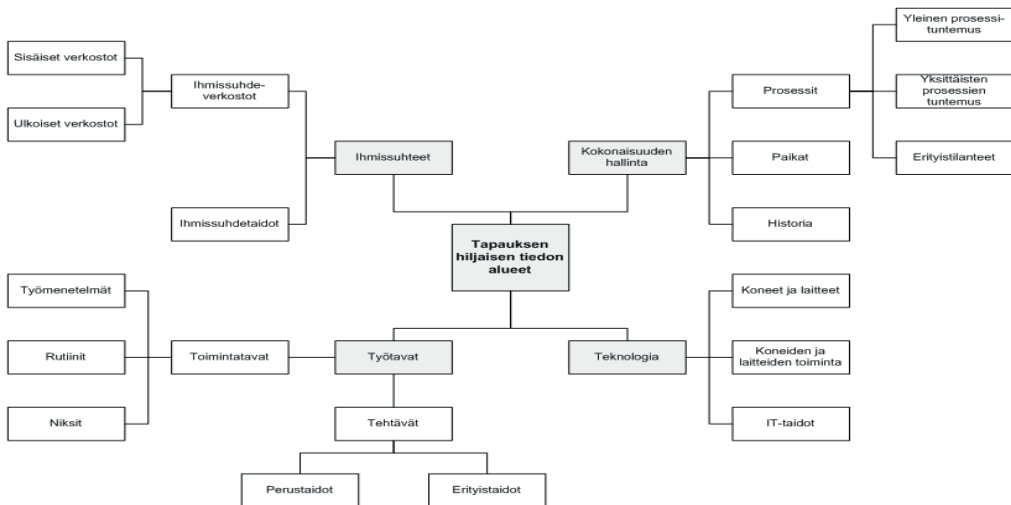 Yleinen prosessi-
tuntemus
Sisäiset verkostot
Ihmissuhde-
verkostot
Prosessit
Yksittäisten
prosessien
tuntemus
Ulkoiset verkostot
Ihmissuhteet
Kokonaisuuden
hallinta
Paikat
Erityistilanteet
Ihmissuhdetaidot
Historia
Tapauksen
hiljaisen tiedon
alueet
Työmenetelmät
Koneet ja laitteet
Rutiinit
Toimintatavat
Työtavat
Teknologia
Koneiden ja
laitteiden toiminta
Niksit
Tehtävät
IT-taidot
Perustaidot
Erityistaidot